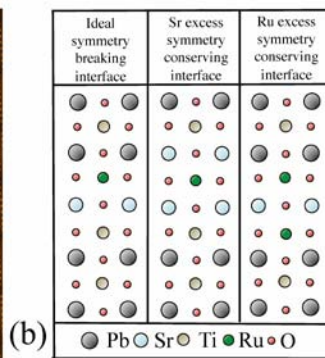 Ideal
symmetry
breaking
interface
Sr excess
symmetry
conserving
interface
Ru excess
symmetry
conserving
interface
(b)
Pb Sr Ti Ru O